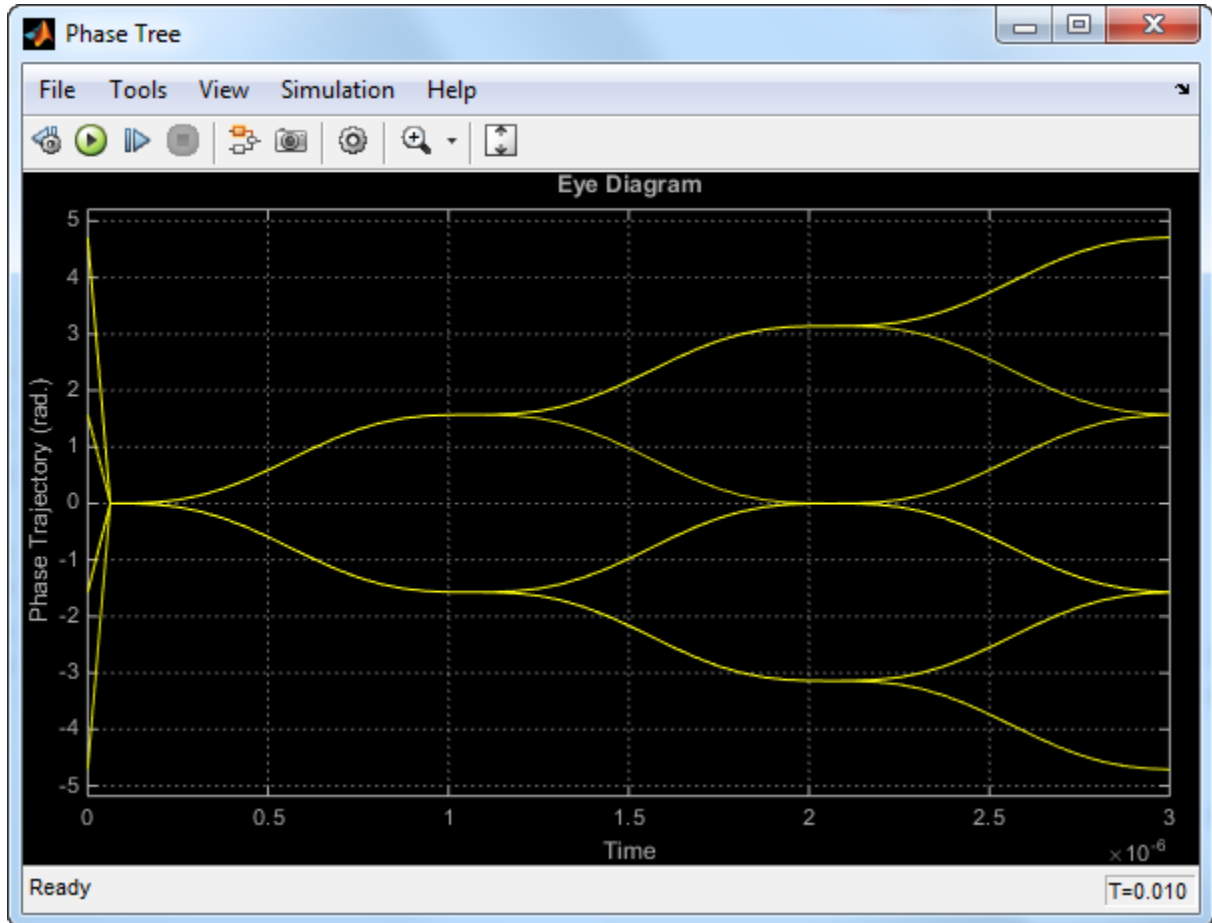 Phase Tree
File Tools View Simulation Help
Eye Diagram
Phase Trajectory (rad.)
5
4
3
2
1
0
-1
-2
-3
-4
-5
0 0.5 1 1.5 2 2.5 3
Time
×10⁻⁶
Ready
T=0.010